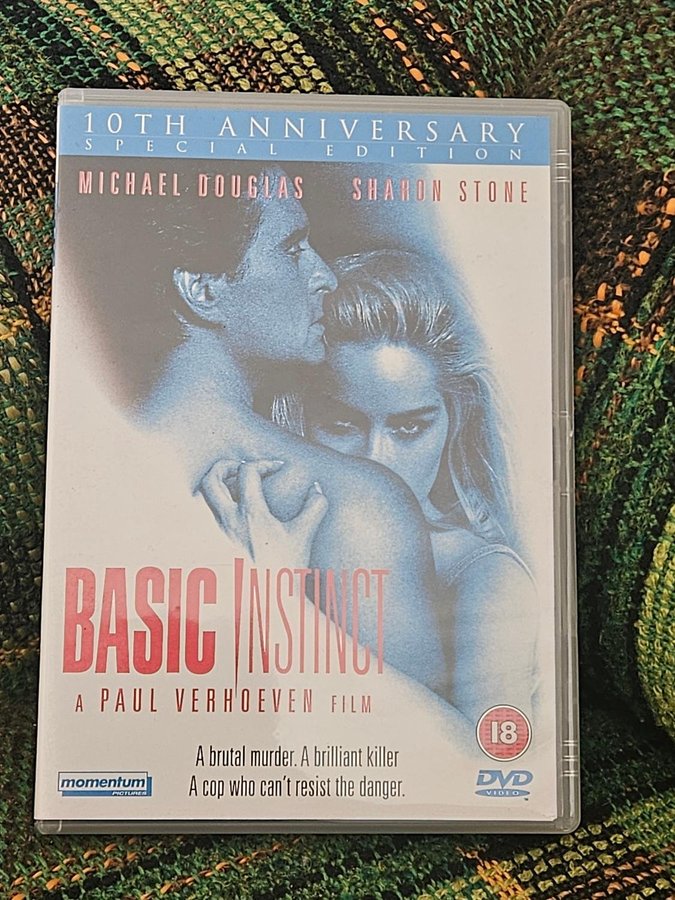 10TH ANNIVERSARY
SPECIAL EDITION
MICHAEL DOUGLAS SHARON STONE
BASIC INSTINCT
A PAUL VERHOEVEN FILM
18
A brutal murder. A brilliant killer
A cop who can't resist the danger.
momentum
PICTURES
DVD
VIDEO